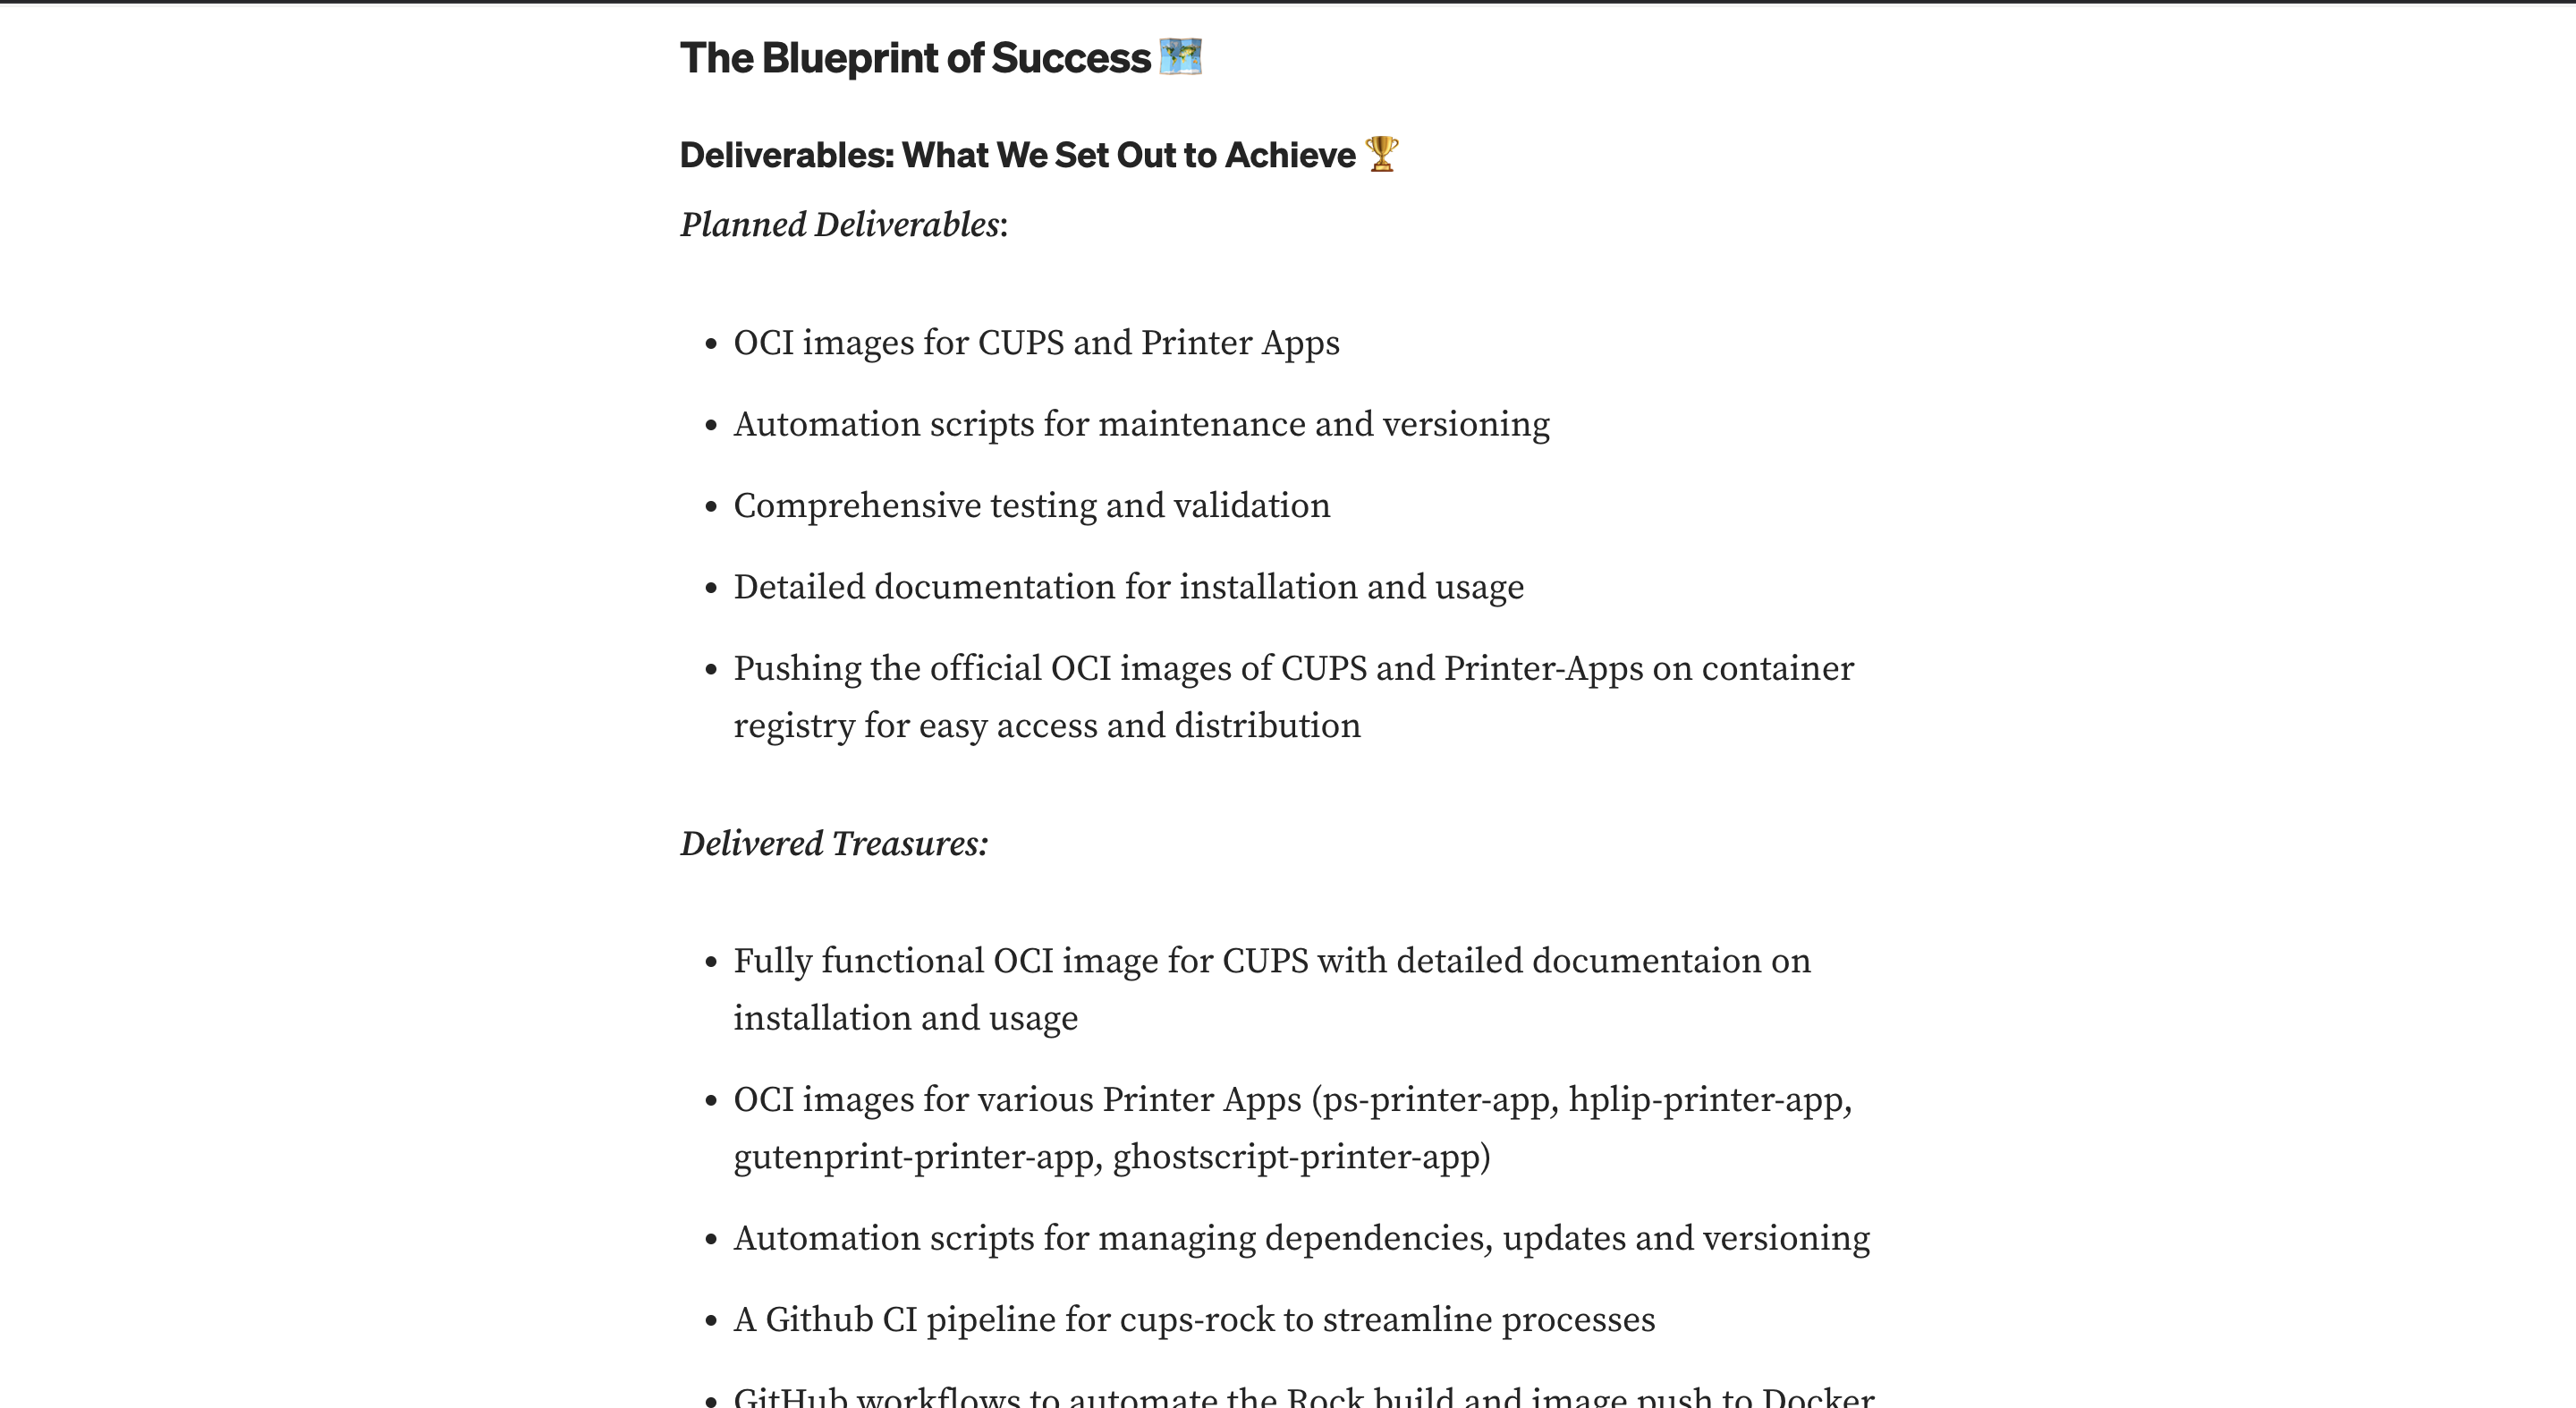 The Blueprint of Success 🗺️
Deliverables: What We Set Out to Achieve 🏆
Planned Deliverables:
• OCI images for CUPS and Printer Apps
• Automation scripts for maintenance and versioning
• Comprehensive testing and validation
• Detailed documentation for installation and usage
• Pushing the official OCI images of CUPS and Printer-Apps on container
registry for easy access and distribution
Delivered Treasures:
• Fully functional OCI image for CUPS with detailed documentaion on
installation and usage
• OCI images for various Printer Apps (ps-printer-app, hplip-printer-app,
gutenprint-printer-app, ghostscript-printer-app)
• Automation scripts for managing dependencies, updates and versioning
• A Github CI pipeline for cups-rock to streamline processes
• GitHub workflows to automate the Rock build and image push to Docker